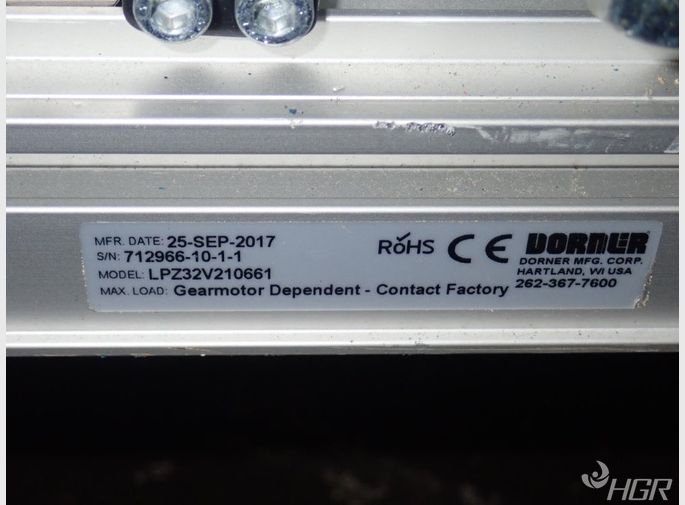 MFR. DATE: 25-SEP-2017
S/N: 712966-10-1-1
MODEL: LPZ32V210661
MAX. LOAD: Gearmotor Dependent - Contact Factory
RoHS CE DORNER
DORNER MFG. CORP.
HARTLAND, WI USA
262-367-7600
HGR